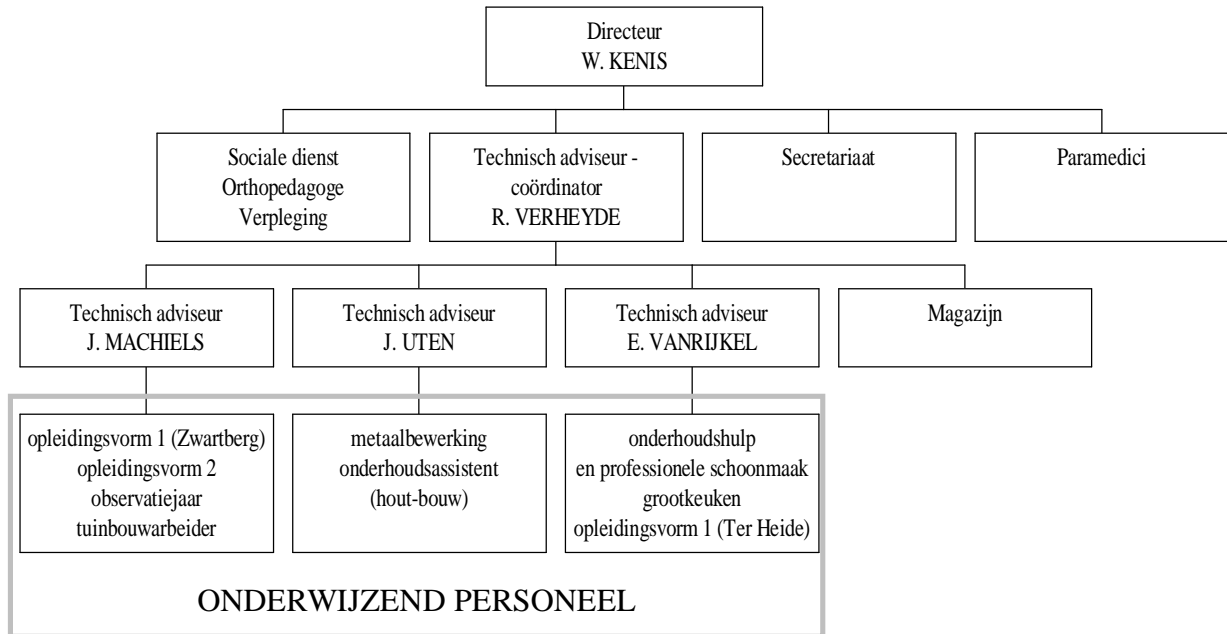 Directeur
W. KENIS
Sociale dienst
Orthopedagoge
Verpleging
Technisch adviseur -
coördinator
R. VERHEYDE
Secretariaat
Paramedici
Technisch adviseur
J. MACHIELS
Technisch adviseur
J. UTEN
Technisch adviseur
E. VANRIJKEL
Magazijn
opleidingsvorm 1 (Zwartberg)
opleidingsvorm 2
observatiejaar
tuinbouwarbeider
metaalbewerking
onderhoudsassistent
(hout-bouw)
onderhoudshulp
en professionele schoonmaak
grootkeuken
opleidingsvorm 1 (Ter Heide)
ONDERWIJZEND PERSONEEL